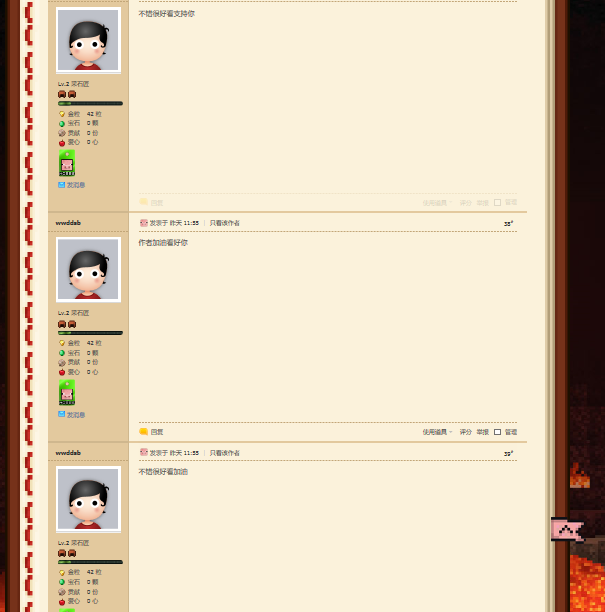 不错很好看支持你
Lv.2 采石匠
金粒 42 粒
宝石 0 颗
贡献 0 份
爱心 0 心
发消息
回复 使用道具 评分 举报 管理
wwddab
发表于 昨天 11:55 | 只看该作者 38#
作者加油看好你
Lv.2 采石匠
金粒 42 粒
宝石 0 颗
贡献 0 份
爱心 0 心
发消息
回复 使用道具 评分 举报 管理
wwddab
发表于 昨天 11:55 | 只看该作者 39#
不错很好看加油
Lv.2 采石匠
金粒 42 粒
宝石 0 颗
贡献 0 份
爱心 0 心